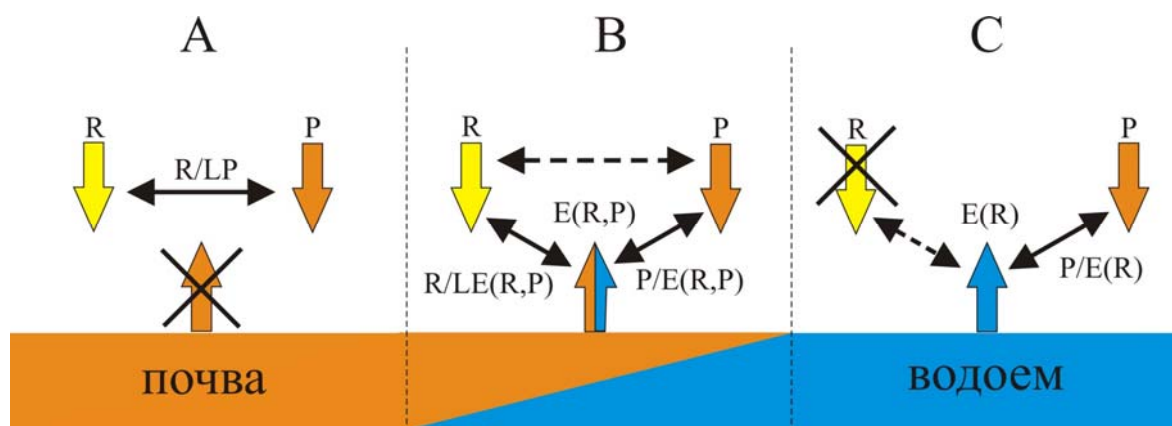 A
B
C
R
P
R/LP
R
P
E(R,P)
R/LE(R,P)
P/E(R,P)
R
P
E(R)
P/E(R)
почва
водоем